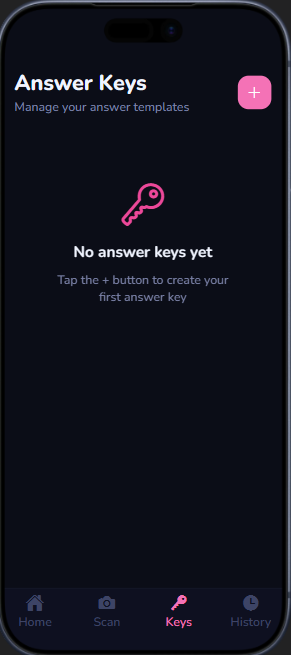 Answer Keys
Manage your answer templates
+
No answer keys yet
Tap the + button to create your
first answer key
Home
Scan
Keys
History